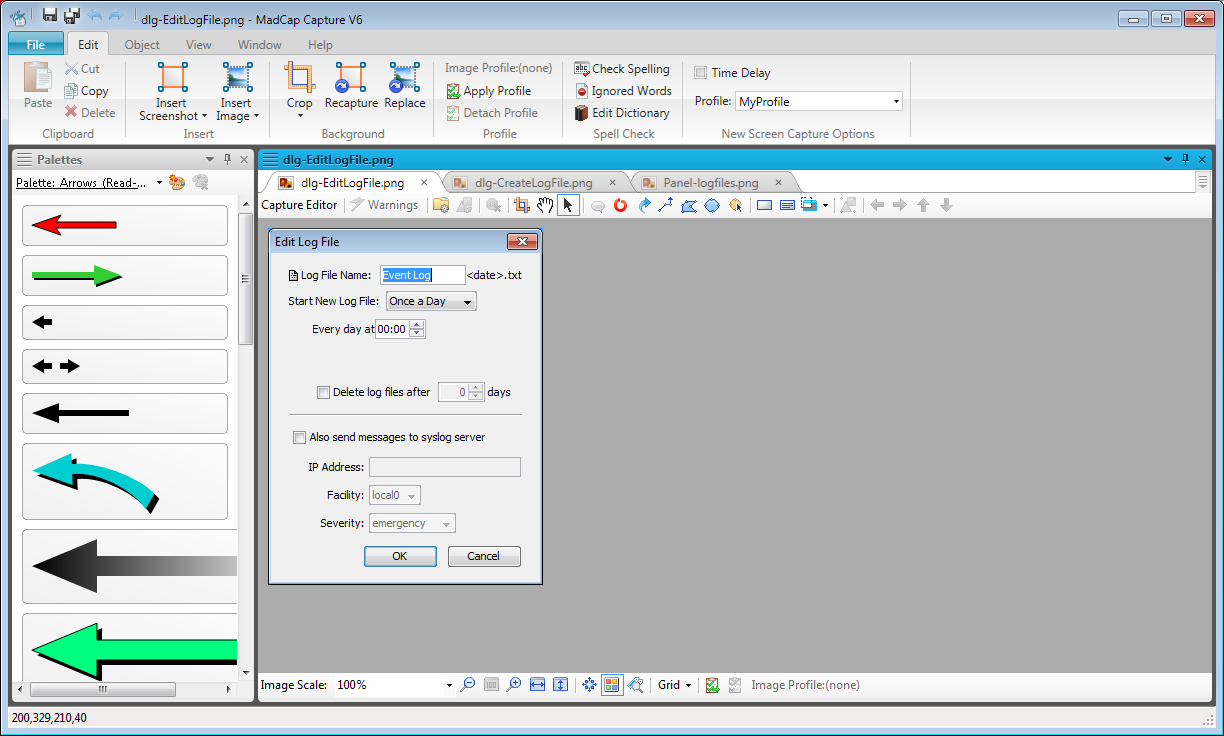 dlg-EditLogFile.png - MadCap Capture V6
File Edit Object View Window Help
Paste
Cut
Copy
Delete
Clipboard
Insert Screenshot
Insert Image
Insert
Crop
Recapture
Replace
Background
Image Profile:(none)
Apply Profile
Detach Profile
Profile
Check Spelling
Ignored Words
Edit Dictionary
Spell Check
Time Delay
Profile: MyProfile
New Screen Capture Options
Palettes
Palette: Arrows (Read-...
dlg-EditLogFile.png
dlg-EditLogFile.png dlg-CreateLogFile.png Panel-logfiles.png
Capture Editor Warnings
Edit Log File
Log File Name: Event Log <date>.txt
Start New Log File: Once a Day
Every day at 00:00
Delete log files after 0 days
Also send messages to syslog server
IP Address:
Facility: local0
Severity: emergency
OK Cancel
Image Scale: 100% Grid Image Profile:(none)
200,329,210,40